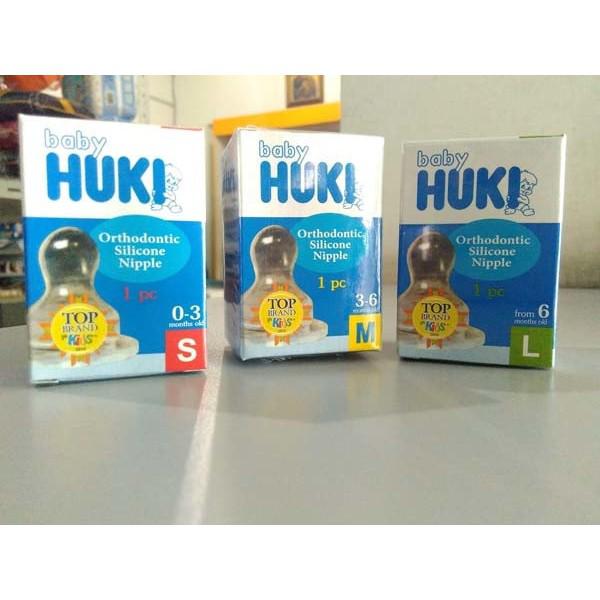 baby
HUKI
Orthodontic
Silicone
Nipple
1 pc
TOP
BRAND
KiDS
0-3
months old
S
baby
HUKI
Orthodontic
Silicone
Nipple
1 pc
TOP
BRAND
KiDS
3-6
months old
M
baby
HUKI
Orthodontic
Silicone
Nipple
1 pc
TOP
BRAND
KiDS
from 6
months old
L